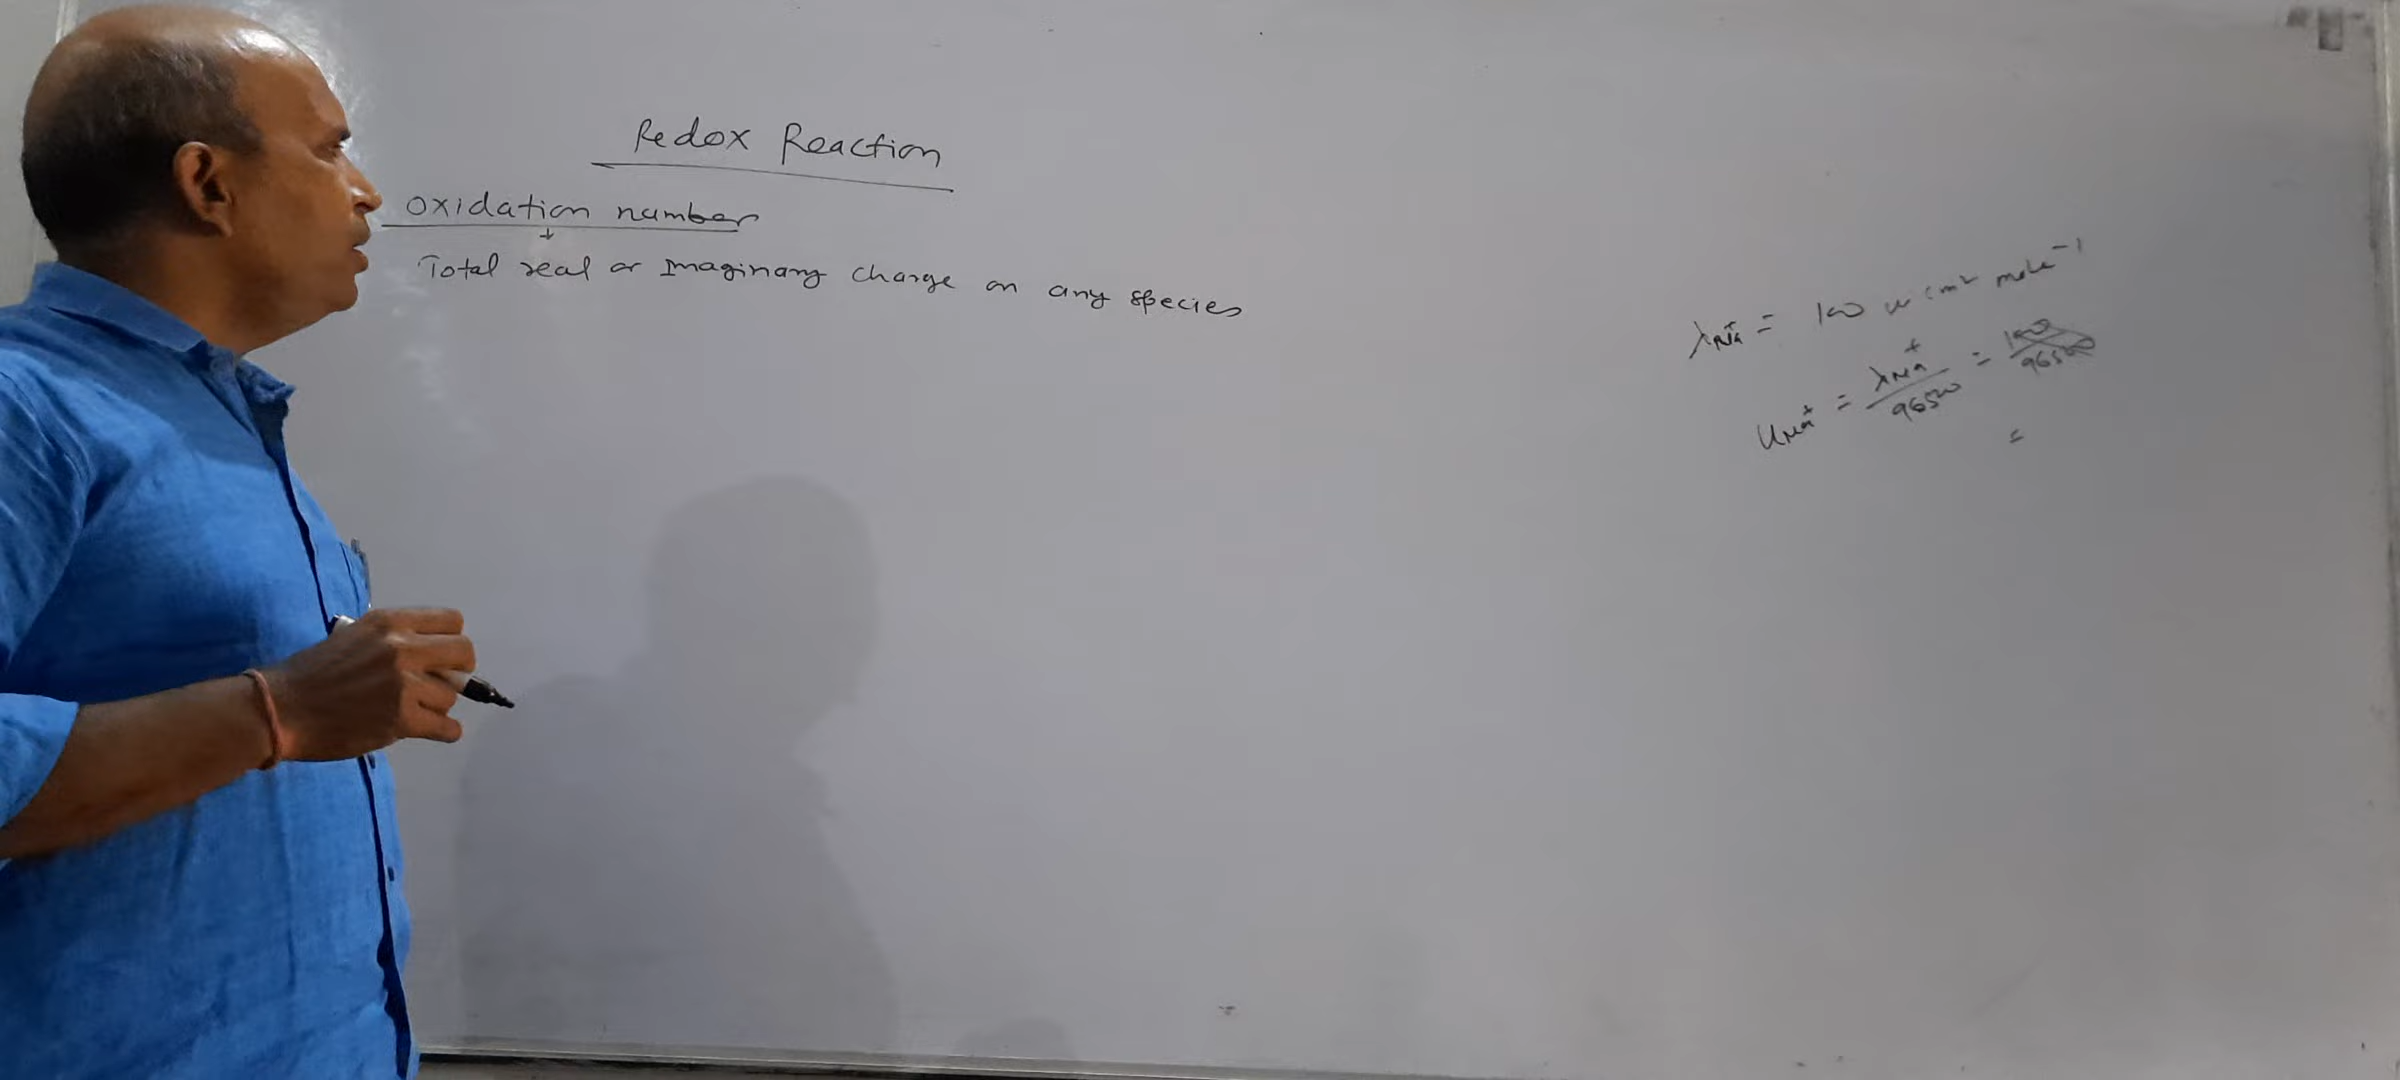 Redox Reaction
oxidation number
Total real or Imaginary charge on any species
λNa⁺ = 100 cm² mole⁻¹
UNa⁺ = λNa⁺/96500 = 100/96500
=